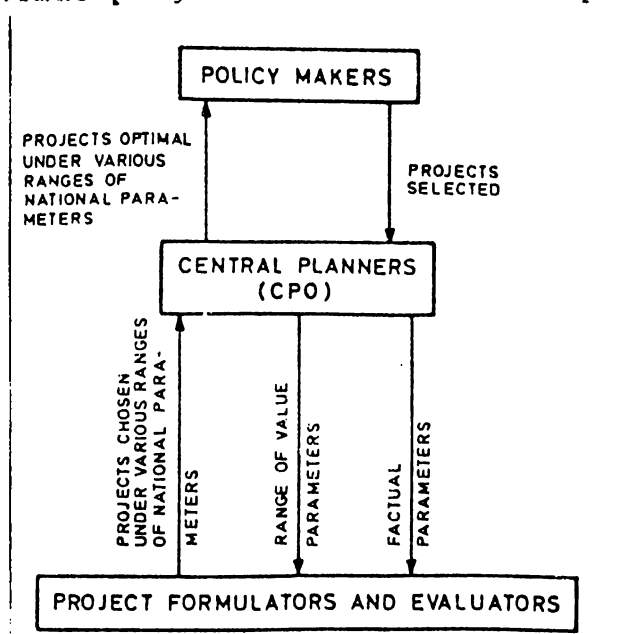 POLICY MAKERS
PROJECTS OPTIMAL
UNDER VARIOUS
RANGES OF
NATIONAL PARA-
METERS
PROJECTS
SELECTED
CENTRAL PLANNERS
(CPO)
PROJECTS CHOSEN
UNDER VARIOUS RANGES
OF NATIONAL PARA-
METERS
RANGE OF VALUE
PARAMETERS
FACTUAL
PARAMETERS
PROJECT FORMULATORS AND EVALUATORS